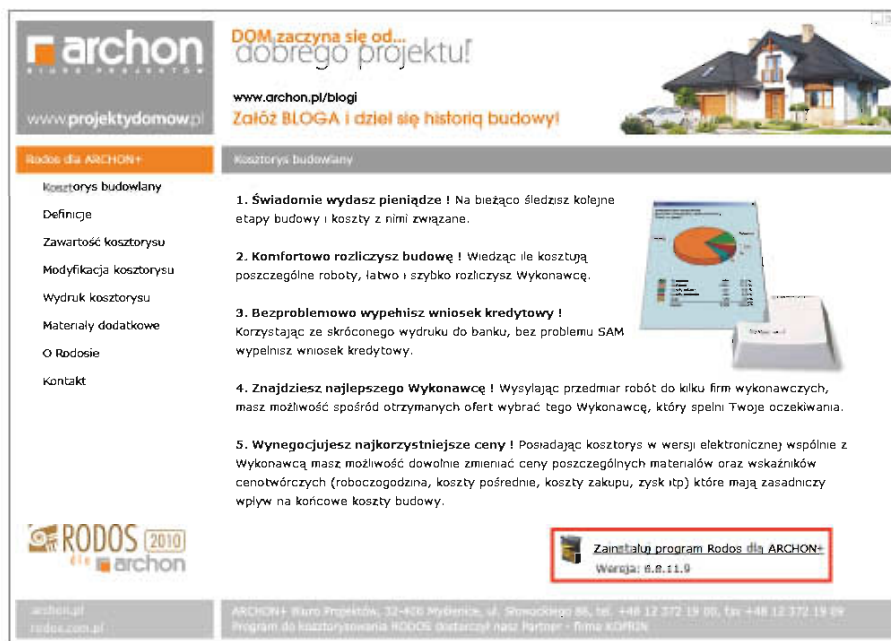 archon
BIURO PROJEKTÓW
www.projektydomow.pl
DOM zaczyna się od...
dobrego projektu!
www.archon.pl/blogi
Załóż BLOGA i dziel się historią budowy!
Rodos dla ARCHON+
Kosztorys budowlany
Kosztorys budowlany
Definicje
Zawartość kosztorysu
Modyfikacja kosztorysu
Wydruk kosztorysu
Materiały dodatkowe
O Rodosie
Kontakt
1. Świadomie wydasz pieniądze ! Na bieżąco śledzisz kolejne
etapy budowy i koszty z nimi związane.
2. Komfortowo rozliczysz budowę ! Wiedząc ile kosztują
poszczególne roboty, łatwo i szybko rozliczysz Wykonawcę.
3. Bezproblemowo wypełnisz wniosek kredytowy !
Korzystając ze skróconego wydruku do banku, bez problemu SAM
wypełnisz wniosek kredytowy.
4. Znajdziesz najlepszego Wykonawcę ! Wysyłając przedmiar robót do kilku firm wykonawczych,
masz możliwość spośród otrzymanych ofert wybrać tego Wykonawcę, który spełni Twoje oczekiwania.
5. Wynegocjujesz najkorzystniejsze ceny ! Posiadając kosztorys w wersji elektronicznej wspólnie z
Wykonawcą masz możliwość dowolnie zmieniać ceny poszczególnych materiałów oraz wskaźników
cenotwórczych (roboczogodzina, koszty pośrednie, koszty zakupu, zysk itp) które mają zasadniczy
wpływ na końcowe koszty budowy.
RODOS 2010
dla archon
Zainstaluj program Rodos dla ARCHON+
Wersja: 6.8.11.9
archon.pl
rodos.com.pl
ARCHON+ Biuro Projektów, 32-400 Myślenice, ul. Słowackiego 86, tel. +48 12 372 19 00, fax +48 12 372 19 09
Program do kosztorysowania RODOS dostarczył nasz Partner - firma KOPRIN